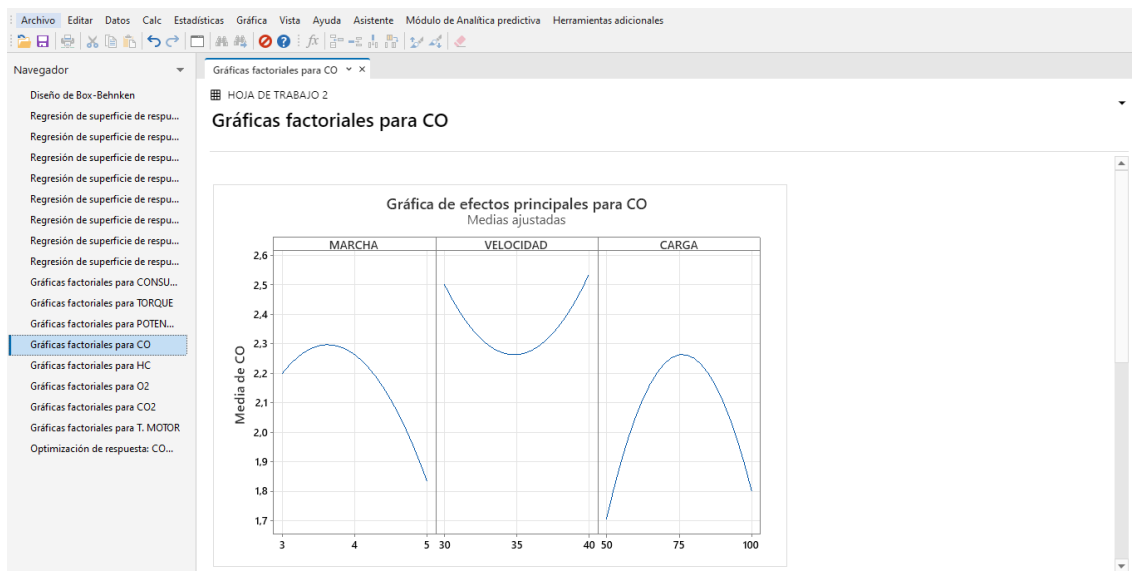 Archivo Editar Datos Calc Estadísticas Gráfica Vista Ayuda Asistente Módulo de Analítica predictiva Herramientas adicionales
fx
Navegador
Diseño de Box-Behnken
Regresión de superficie de respu...
Regresión de superficie de respu...
Regresión de superficie de respu...
Regresión de superficie de respu...
Regresión de superficie de respu...
Regresión de superficie de respu...
Regresión de superficie de respu...
Regresión de superficie de respu...
Gráficas factoriales para CONSU...
Gráficas factoriales para TORQUE
Gráficas factoriales para POTEN...
Gráficas factoriales para CO
Gráficas factoriales para HC
Gráficas factoriales para O2
Gráficas factoriales para CO2
Gráficas factoriales para T. MOTOR
Optimización de respuesta: CO...
Gráficas factoriales para CO
HOJA DE TRABAJO 2
Gráficas factoriales para CO
Gráfica de efectos principales para CO
Medias ajustadas
MARCHA VELOCIDAD CARGA
Media de CO
2,6
2,5
2,4
2,3
2,2
2,1
2,0
1,9
1,8
1,7
3 4 5 30 35 40 50 75 100